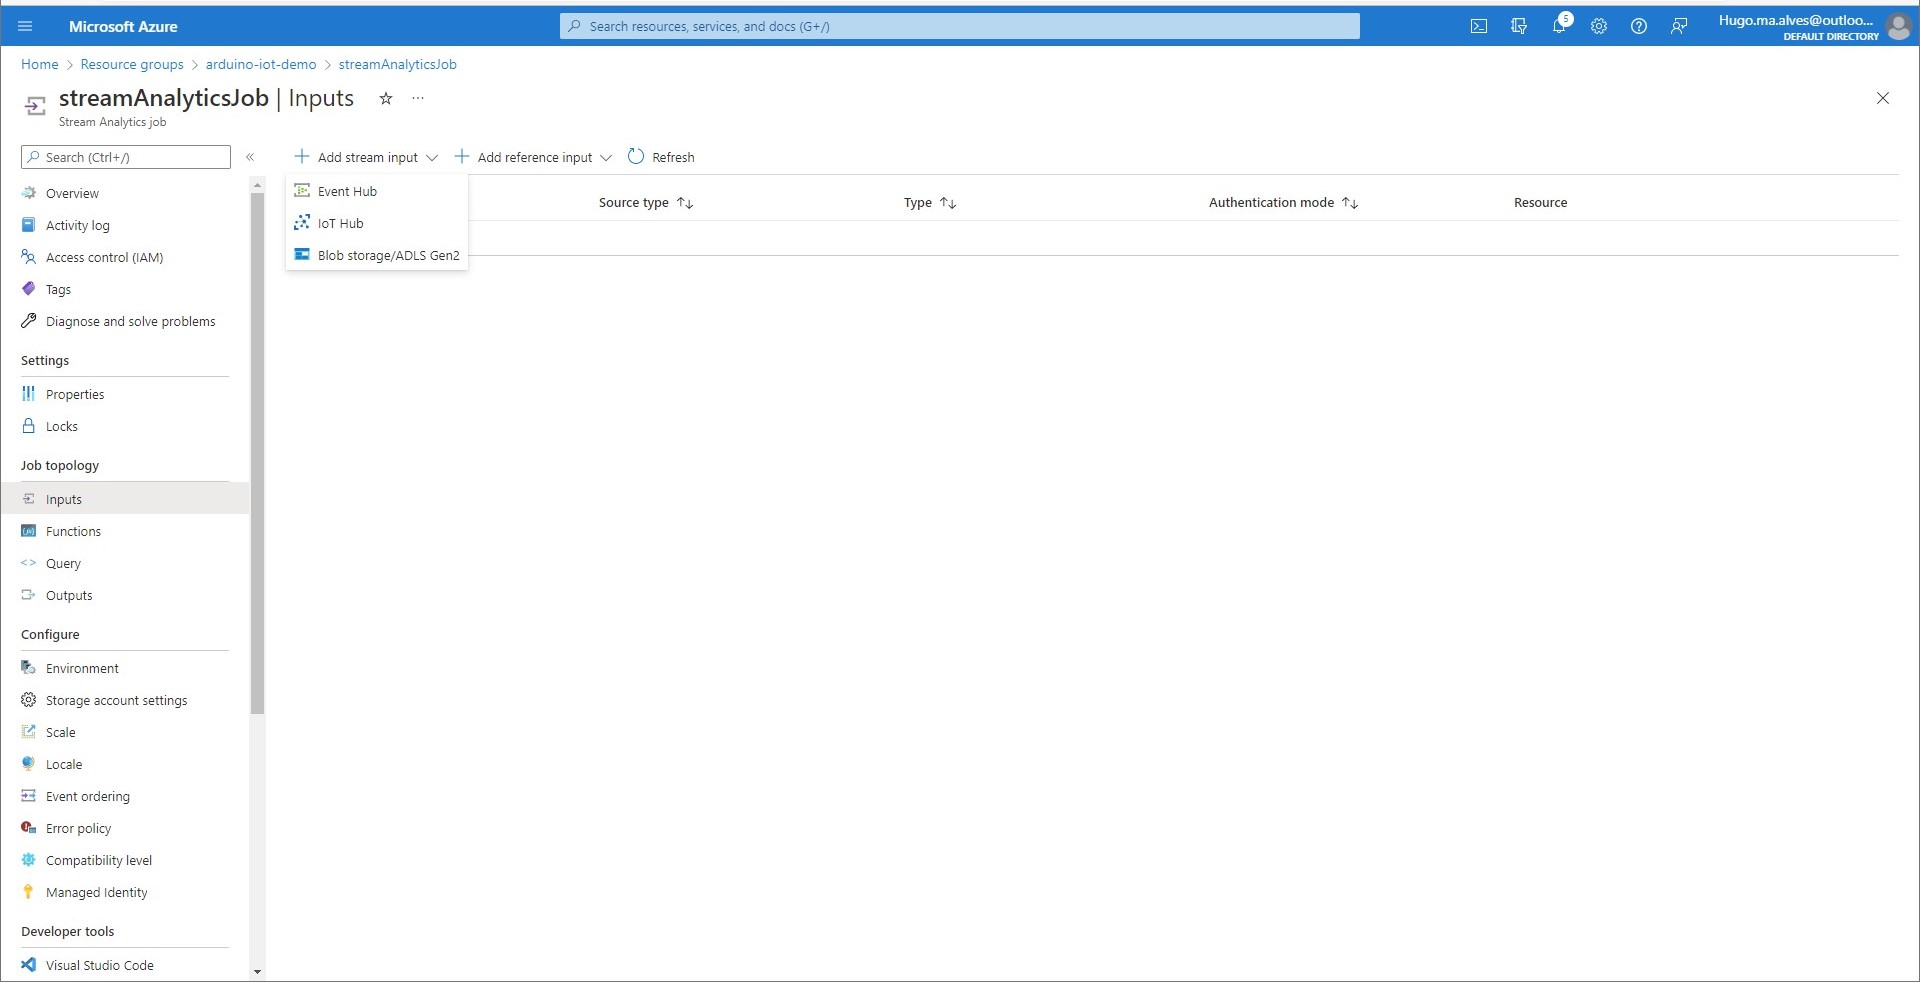 Microsoft Azure
Search resources, services, and docs (G+/)
5
Hugo.ma.alves@outloo...
DEFAULT DIRECTORY
Home > Resource groups > arduino-iot-demo > streamAnalyticsJob
streamAnalyticsJob | Inputs
Stream Analytics job
Search (Ctrl+/)
Add stream input
Add reference input
Refresh
Event Hub
IoT Hub
Blob storage/ADLS Gen2
Source type
Type
Authentication mode
Resource
Overview
Activity log
Access control (IAM)
Tags
Diagnose and solve problems
Settings
Properties
Locks
Job topology
Inputs
Functions
Query
Outputs
Configure
Environment
Storage account settings
Scale
Locale
Event ordering
Error policy
Compatibility level
Managed Identity
Developer tools
Visual Studio Code